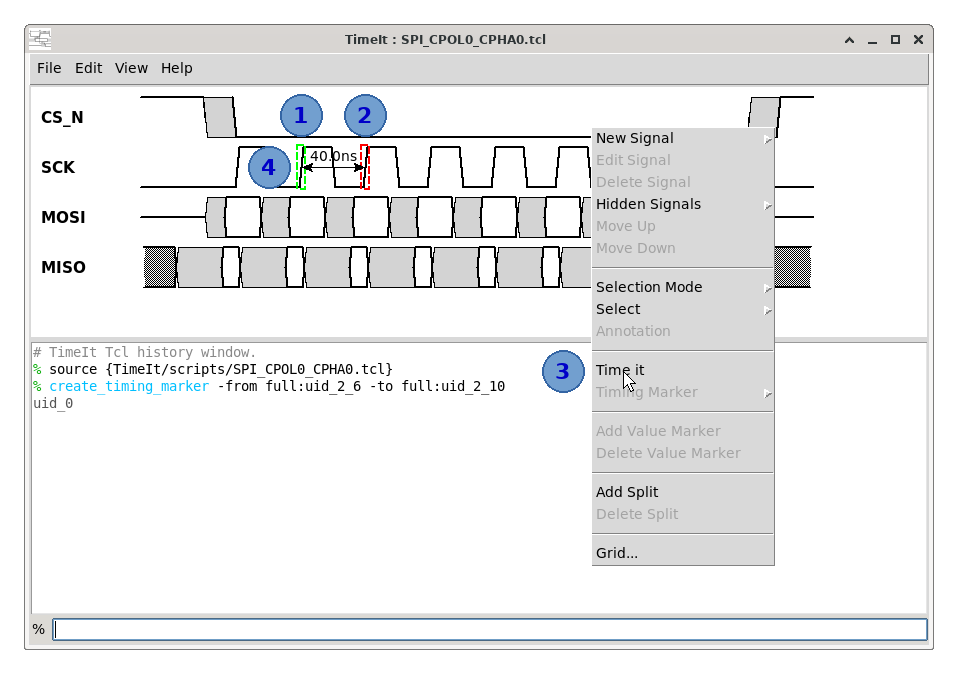 TimeIt : SPI_CPOL0_CPHA0.tcl
File Edit View Help
CS_N
1 2
SCK
4
40.0ns
MOSI
MISO
New Signal
Edit Signal
Delete Signal
Hidden Signals
Move Up
Move Down
Selection Mode
Select
Annotation
3
Time it
Timing Marker
Add Value Marker
Delete Value Marker
Add Split
Delete Split
Grid...
# TimeIt Tcl history window.
% source {TimeIt/scripts/SPI_CPOL0_CPHA0.tcl}
% create_timing_marker -from full:uid_2_6 -to full:uid_2_10
uid_0
%